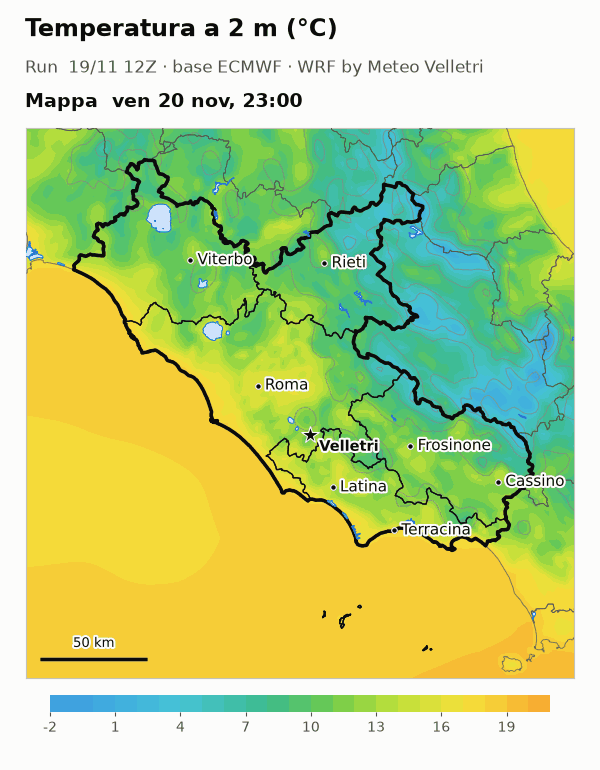 Temperatura a 2 m (°C)
Run  19/11 12Z · base ECMWF · WRF by Meteo Velletri
Mappa  ven 20 nov, 23:00
Viterbo
Rieti
Roma
Velletri
Frosinone
Cassino
Latina
Terracina
50 km
-2 1 4 7 10 13 16 19